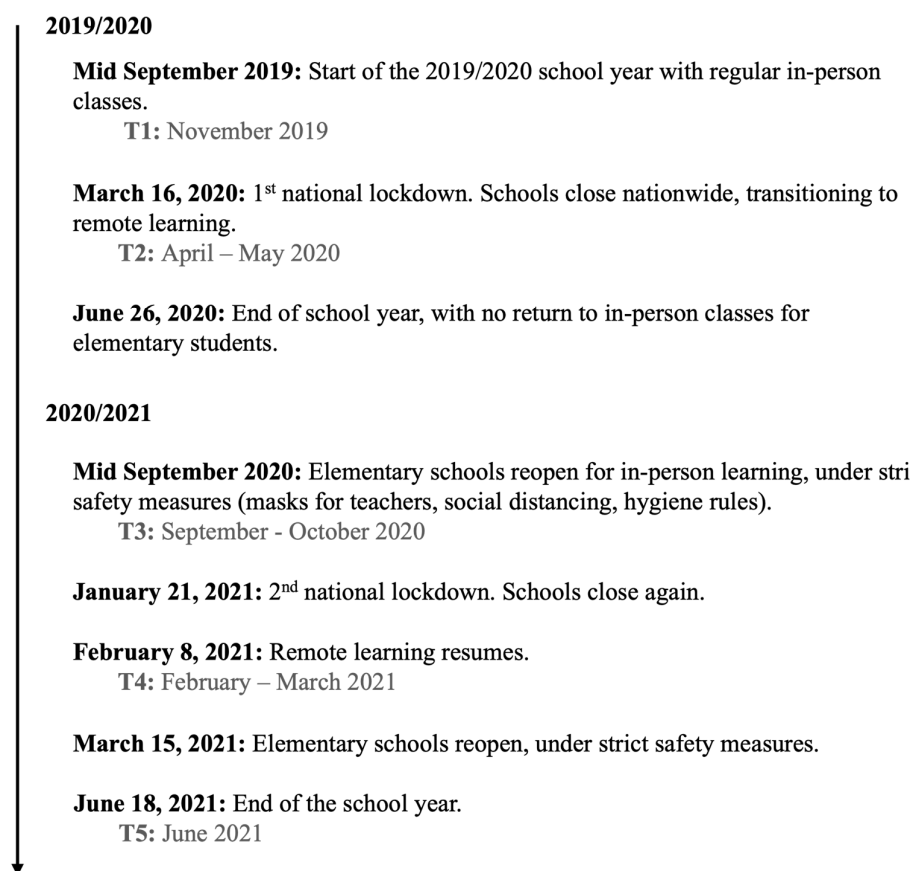 2019/2020
Mid September 2019: Start of the 2019/2020 school year with regular in-person
classes.
T1: November 2019
March 16, 2020: 1st national lockdown. Schools close nationwide, transitioning to
remote learning.
T2: April – May 2020
June 26, 2020: End of school year, with no return to in-person classes for
elementary students.
2020/2021
Mid September 2020: Elementary schools reopen for in-person learning, under stri
safety measures (masks for teachers, social distancing, hygiene rules).
T3: September - October 2020
January 21, 2021: 2nd national lockdown. Schools close again.
February 8, 2021: Remote learning resumes.
T4: February – March 2021
March 15, 2021: Elementary schools reopen, under strict safety measures.
June 18, 2021: End of the school year.
T5: June 2021